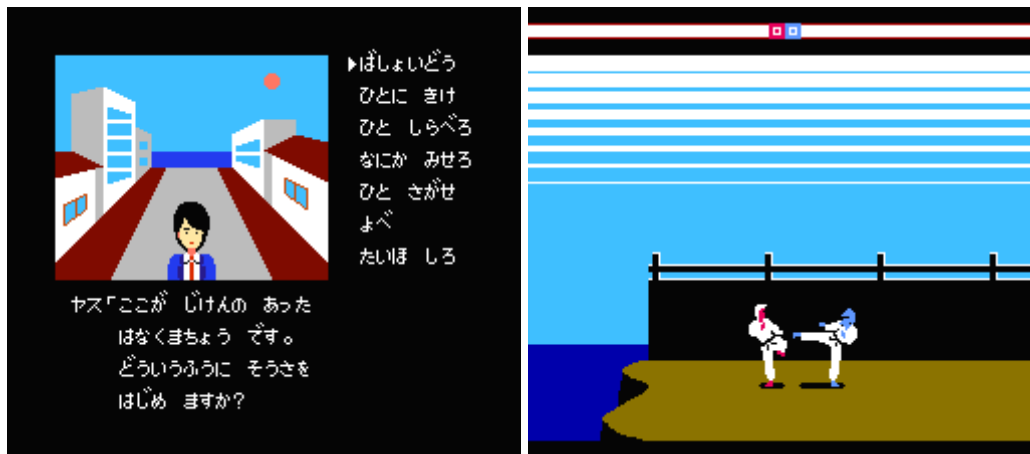 ▶ばしょいどう
ひとに きけ
ひと しらべろ
なにか みせろ
ひと さがせ
よべ
たいほ しろ
ヤス「ここが じけんの あった
はなくまちょう です。
どういうふうに そうさを
はじめ ますか?